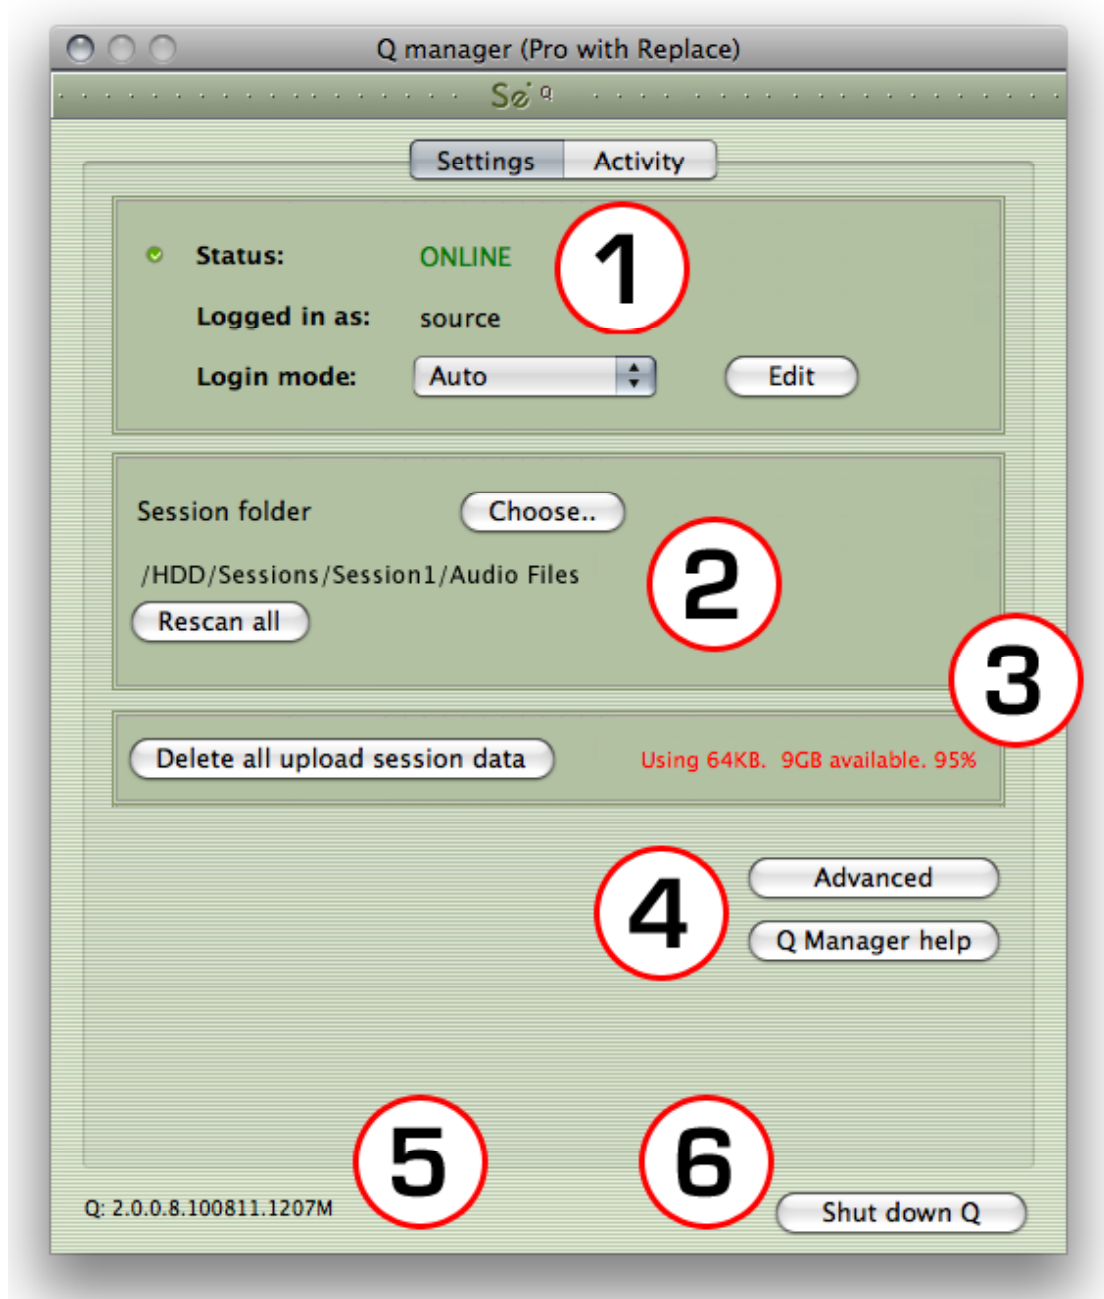 Q manager (Pro with Replace)
Se Q
Settings Activity
Status: ONLINE 1
Logged in as: source
Login mode: Auto Edit
Session folder Choose..
/HDD/Sessions/Session1/Audio Files 2
Rescan all
3
Delete all upload session data Using 64KB. 9GB available. 95%
4 Advanced
Q Manager help
5 6
Q: 2.0.0.8.100811.1207M Shut down Q